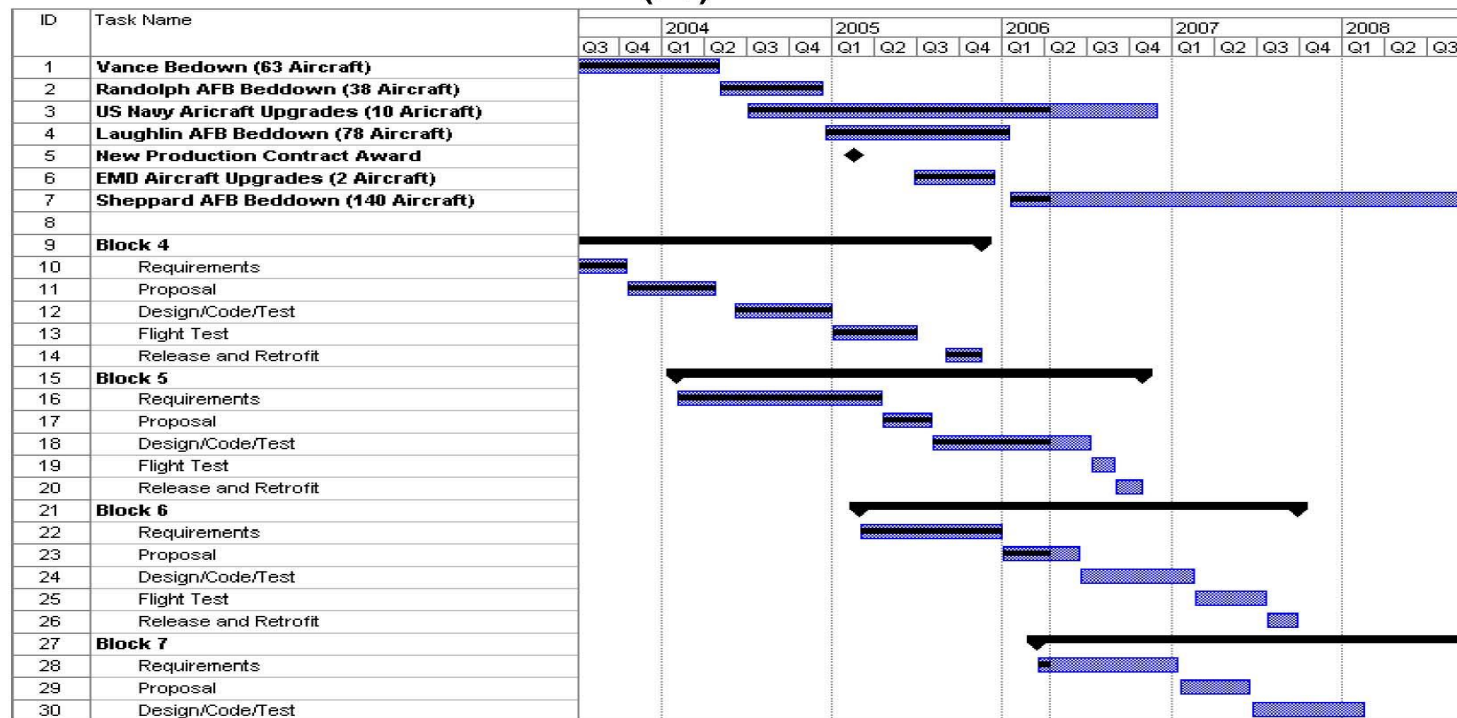 ID Task Name 2004 2005 2006 2007 2008
Q3 Q4 Q1 Q2 Q3 Q4 Q1 Q2 Q3 Q4 Q1 Q2 Q3 Q4 Q1 Q2 Q3 Q4 Q1 Q2 Q3
1 Vance Bedown (63 Aircraft)
2 Randolph AFB Beddown (38 Aircraft)
3 US Navy Aricraft Upgrades (10 Aricraft)
4 Laughlin AFB Beddown (78 Aircraft)
5 New Production Contract Award
6 EMD Aircraft Upgrades (2 Aircraft)
7 Sheppard AFB Beddown (140 Aircraft)
8
9 Block 4
10 Requirements
11 Proposal
12 Design/Code/Test
13 Flight Test
14 Release and Retrofit
15 Block 5
16 Requirements
17 Proposal
18 Design/Code/Test
19 Flight Test
20 Release and Retrofit
21 Block 6
22 Requirements
23 Proposal
24 Design/Code/Test
25 Flight Test
26 Release and Retrofit
27 Block 7
28 Requirements
29 Proposal
30 Design/Code/Test